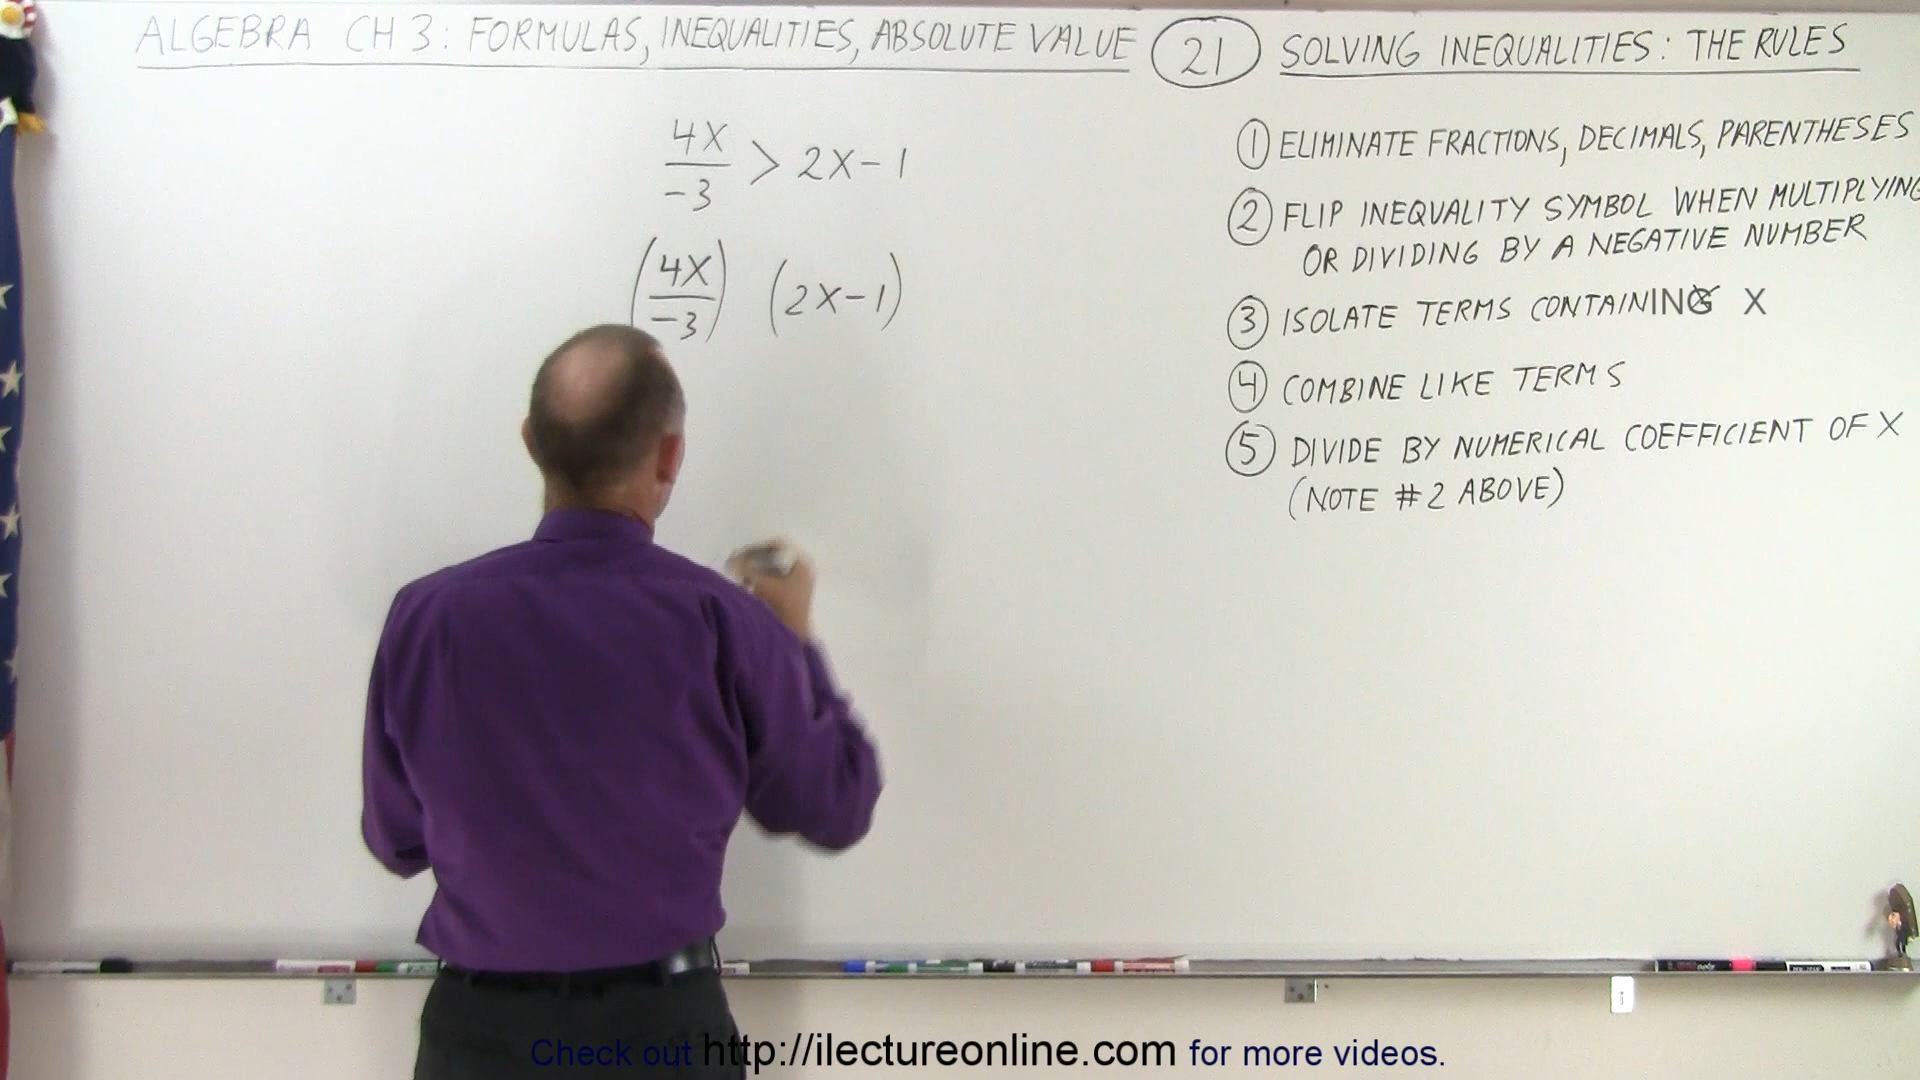 ALGEBRA CH 3: FORMULAS, INEQUALITIES, ABSOLUTE VALUE 21 SOLVING INEQUALITIES: THE RULES
4X
-3
> 2X-1
(4X
-3) (2X-1)
1 ELIMINATE FRACTIONS, DECIMALS, PARENTHESES
2 FLIP INEQUALITY SYMBOL WHEN MULTIPLYING
OR DIVIDING BY A NEGATIVE NUMBER
3 ISOLATE TERMS CONTAINING X
4 COMBINE LIKE TERMS
5 DIVIDE BY NUMERICAL COEFFICIENT OF X
(NOTE #2 ABOVE)
Check out http://ilectureonline.com for more videos.